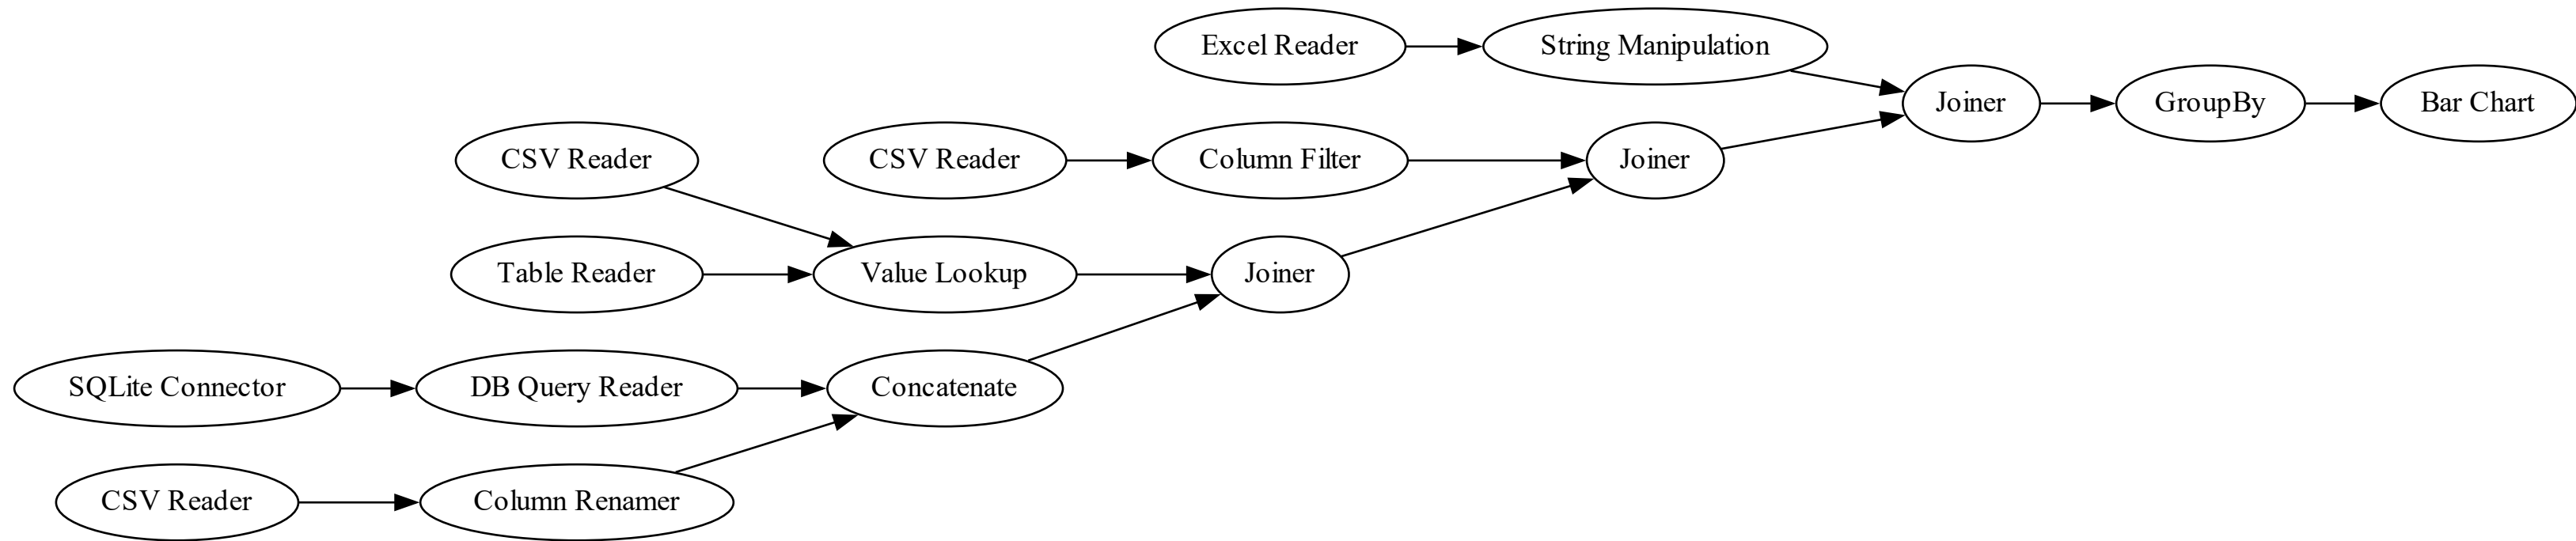 Excel Reader
String Manipulation
Joiner
GroupBy
Bar Chart
CSV Reader
CSV Reader
Column Filter
Joiner
Table Reader
Value Lookup
Joiner
SQLite Connector
DB Query Reader
Concatenate
CSV Reader
Column Renamer